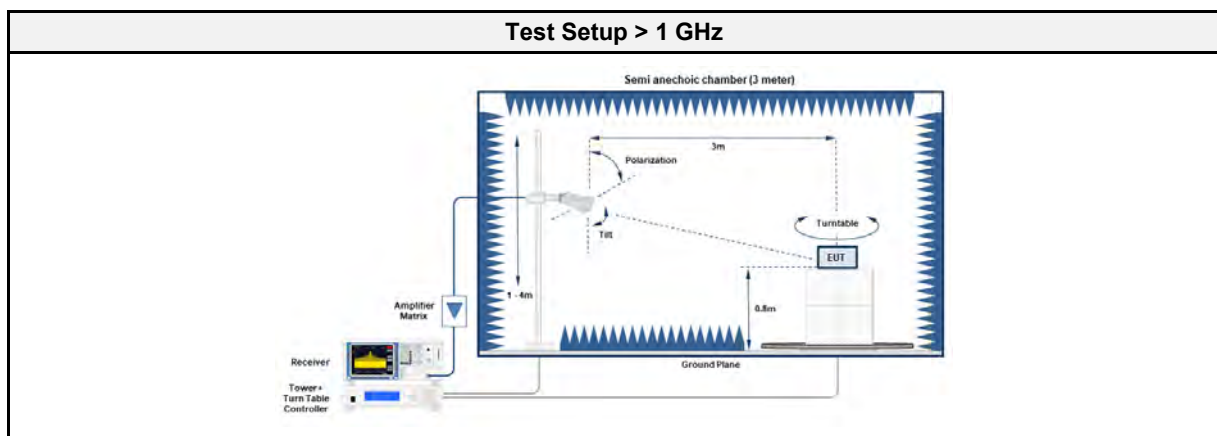 Test Setup > 1 GHz
Semi anechoic chamber (3 meter)
3m
Polarization
Turntable
Tilt
EUT
1 - 4m
0.8m
Amplifier
Matrix
Ground Plane
Receiver
Tower+
Turn Table
Controller